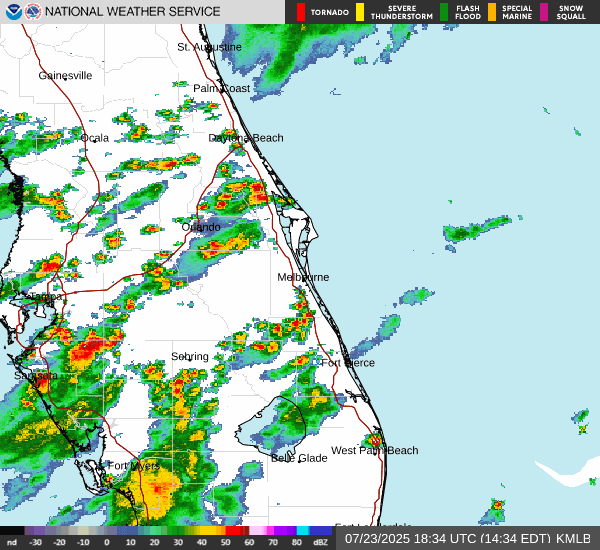 NATIONAL WEATHER SERVICE
TORNADO
SEVERE
THUNDERSTORM
FLASH
FLOOD
SPECIAL
MARINE
SNOW
SQUALL
St. Augustine
Gainesville
Palm Coast
Ocala
Daytona Beach
Orlando
Melbourne
Tampa
Sebring
Fort Pierce
Sarasota
West Palm Beach
Belle Glade
Fort Myers
nd -30 -20 -10 0 10 20 30 40 50 60 70 80 dBZ
07/23/2025 18:34 UTC (14:34 EDT) KMLB